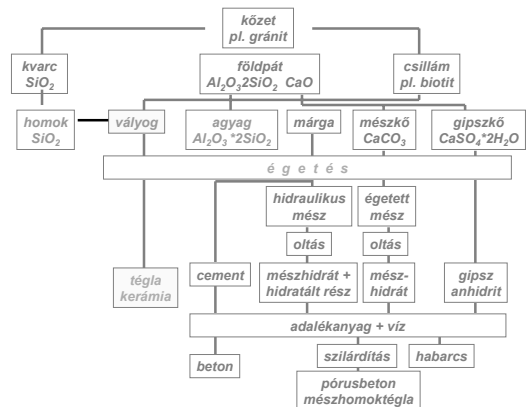 kőzet
pl. gránit
kvarc
SiO₂
földpát
Al₂O₃2SiO₂ CaO
csillám
pl. biotit
homok
SiO₂
vályog
agyag
Al₂O₃*2SiO₂
márga
mészkő
CaCO₃
gipszkő
CaSO₄*2H₂O
égetés
hidraulikus
mész
égetett
mész
oltás
oltás
tégla
kerámia
cement
mészhidrát +
hidratált rész
mész-
hidrát
gipsz
anhidrit
adalékanyag + víz
beton
szilárdítás
habarcs
pórusbeton
mészhomoktégla